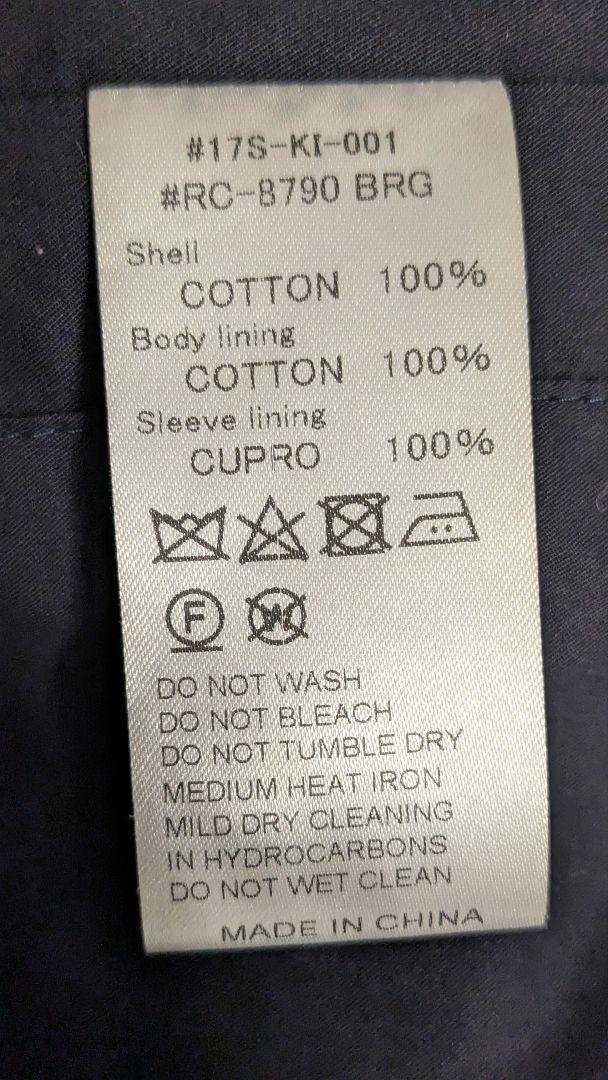 #17S-KI-001
#RC-8790 BRG
Shell
COTTON 100%
Body lining
COTTON 100%
Sleeve lining
CUPRO 100%
F W
DO NOT WASH
DO NOT BLEACH
DO NOT TUMBLE DRY
MEDIUM HEAT IRON
MILD DRY CLEANING
IN HYDROCARBONS
DO NOT WET CLEAN
MADE IN CHINA